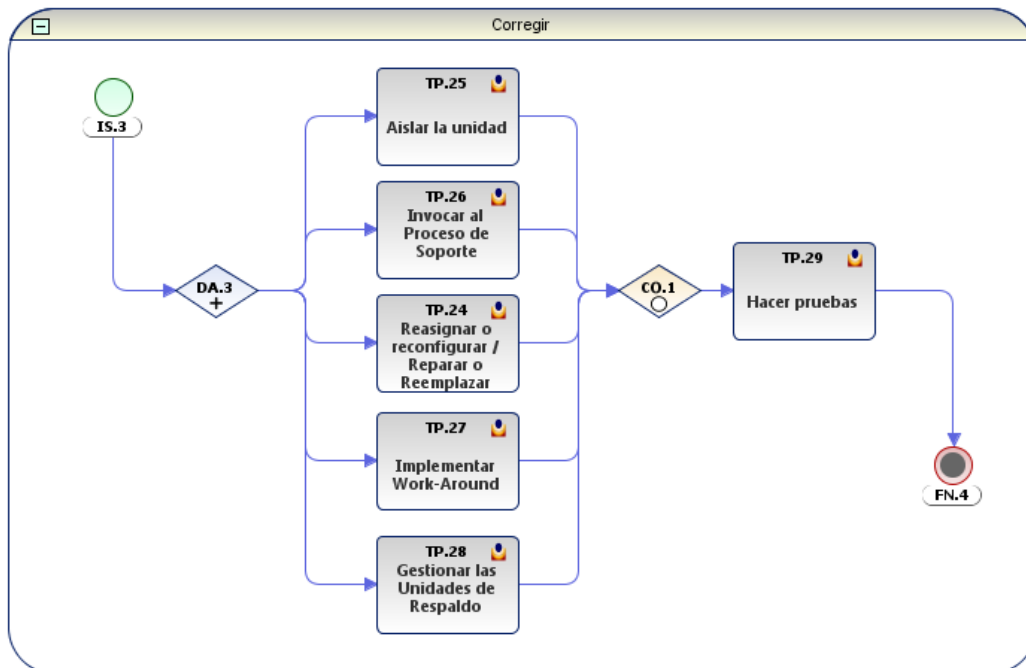 Corregir
IS.3
TP.25
Aislar la unidad
TP.26
Invocar al
Proceso de
Soporte
DA.3
TP.24
Reasignar o
reconfigurar /
Reparar o
Reemplazar
TP.27
Implementar
Work-Around
TP.28
Gestionar las
Unidades de
Respaldo
CO.1
TP.29
Hacer pruebas
FN.4